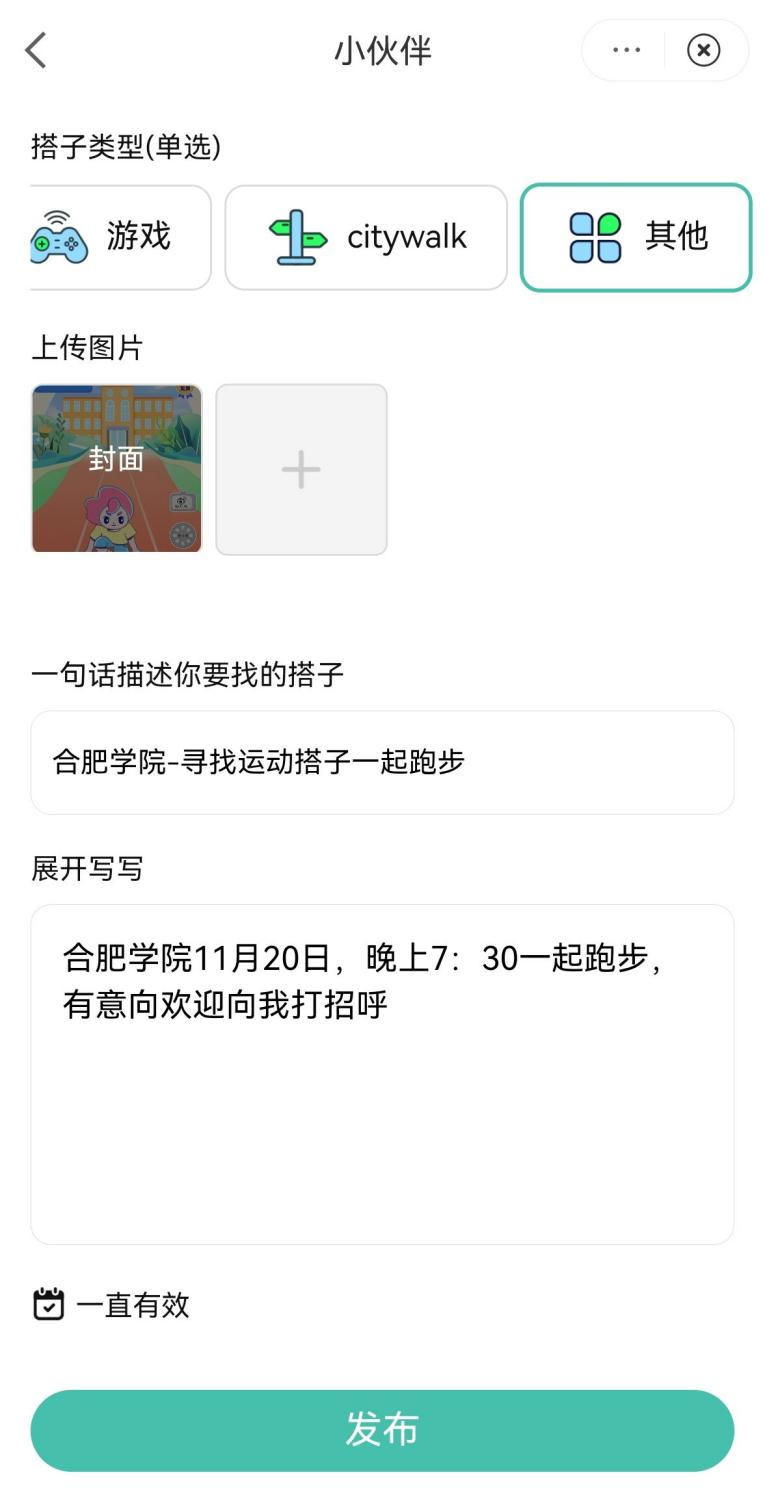 小伙伴
搭子类型(单选)
游戏
citywalk
其他
上传图片
封面
一句话描述你要找的搭子
合肥学院-寻找运动搭子一起跑步
展开写写
合肥学院11月20日，晚上7：30一起跑步，
有意向欢迎向我打招呼
一直有效
发布